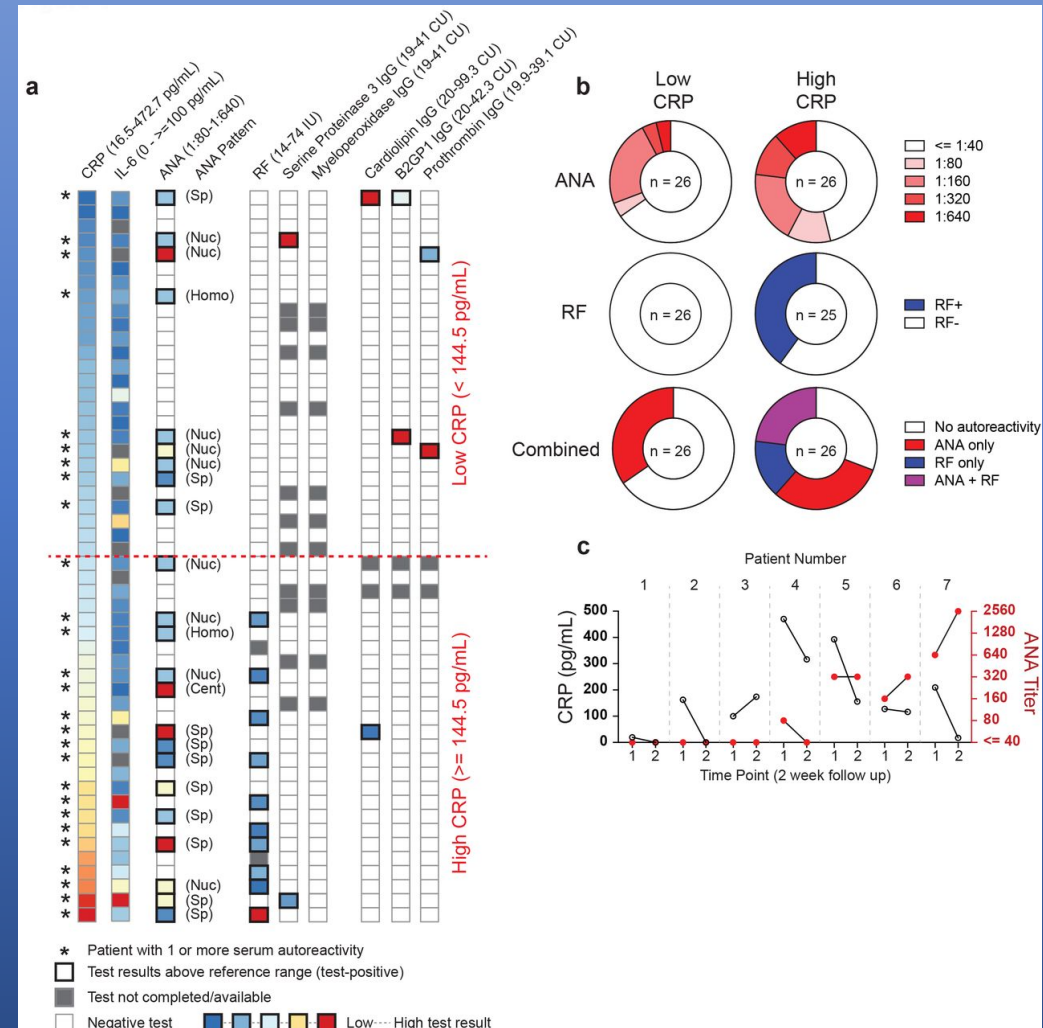 a
CRP (16.5-472.7 pg/mL)
IL-6 (0 - >=100 pg/mL)
ANA (1:80-1:640)
ANA Pattern
RF (14-74 IU)
Serine Proteinase 3 IgG (19-41 CU)
Myeloperoxidase IgG (19-41 CU)
Cardiolipin IgG (20-99.3 CU)
B2GP1 IgG (20-42.3 CU)
Prothrombin IgG (19.9-39.1 CU)
* (Sp)
* (Nuc)
* (Nuc)
* (Homo)
* (Nuc)
* (Nuc)
* (Nuc)
* (Sp)
* (Sp)
Low CRP (< 144.5 pg/mL)
* (Nuc)
* (Nuc)
* (Homo)
* (Nuc)
* (Cent)
*
* (Sp)
* (Sp)
* (Sp)
* (Sp)
*
* (Sp)
*
* (Sp)
*
* (Nuc)
* (Sp)
* (Sp)
High CRP (>= 144.5 pg/mL)
* Patient with 1 or more serum autoreactivity
Test results above reference range (test-positive)
Test not completed/available
Negative test
Low---- High test result
b
Low CRP
High CRP
ANA
n = 26
n = 26
<= 1:40
1:80
1:160
1:320
1:640
RF
n = 26
n = 25
RF+
RF-
Combined
n = 26
n = 26
No autoreactivity
ANA only
RF only
ANA + RF
c
Patient Number
1 2 3 4 5 6 7
CRP (pg/mL)
500
400
300
200
100
0
2560
1280
640
320
160
80
<= 40
ANA Titer
1 2 1 2 1 2 1 2 1 2 1 2 1 2
Time Point (2 week follow up)